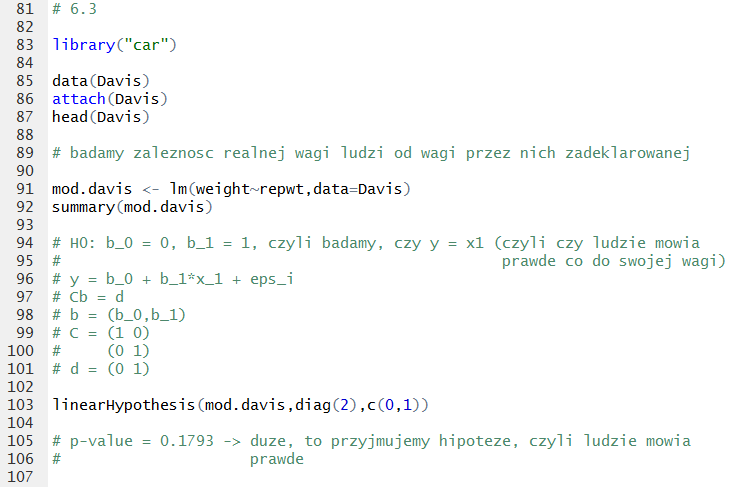 81 # 6.3
82
83 library("car")
84
85 data(Davis)
86 attach(Davis)
87 head(Davis)
88
89 # badamy zaleznosc realnej wagi ludzi od wagi przez nich zadeklarowanej
90
91 mod.davis <- lm(weight~repwt,data=Davis)
92 summary(mod.davis)
93
94 # H0: b_0 = 0, b_1 = 1, czyli badamy, czy y = x1 (czyli czy ludzie mowia
95 #                                                 prawde co do swojej wagi)
96 # y = b_0 + b_1*x_1 + eps_i
97 # Cb = d
98 # b = (b_0,b_1)
99 # C = (1 0)
100 #     (0 1)
101 # d = (0 1)
102
103 linearHypothesis(mod.davis,diag(2),c(0,1))
104
105 # p-value = 0.1793 -> duze, to przyjmujemy hipoteze, czyli ludzie mowia
106 #                     prawde
107